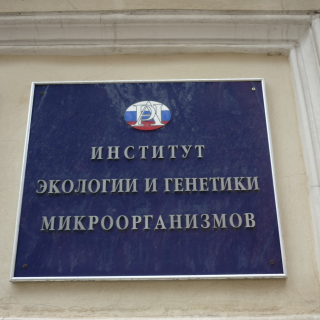 ИНСТИТУТ
ЭКОЛОГИИ И ГЕНЕТИКИ
МИКРООРГАНИЗМОВ